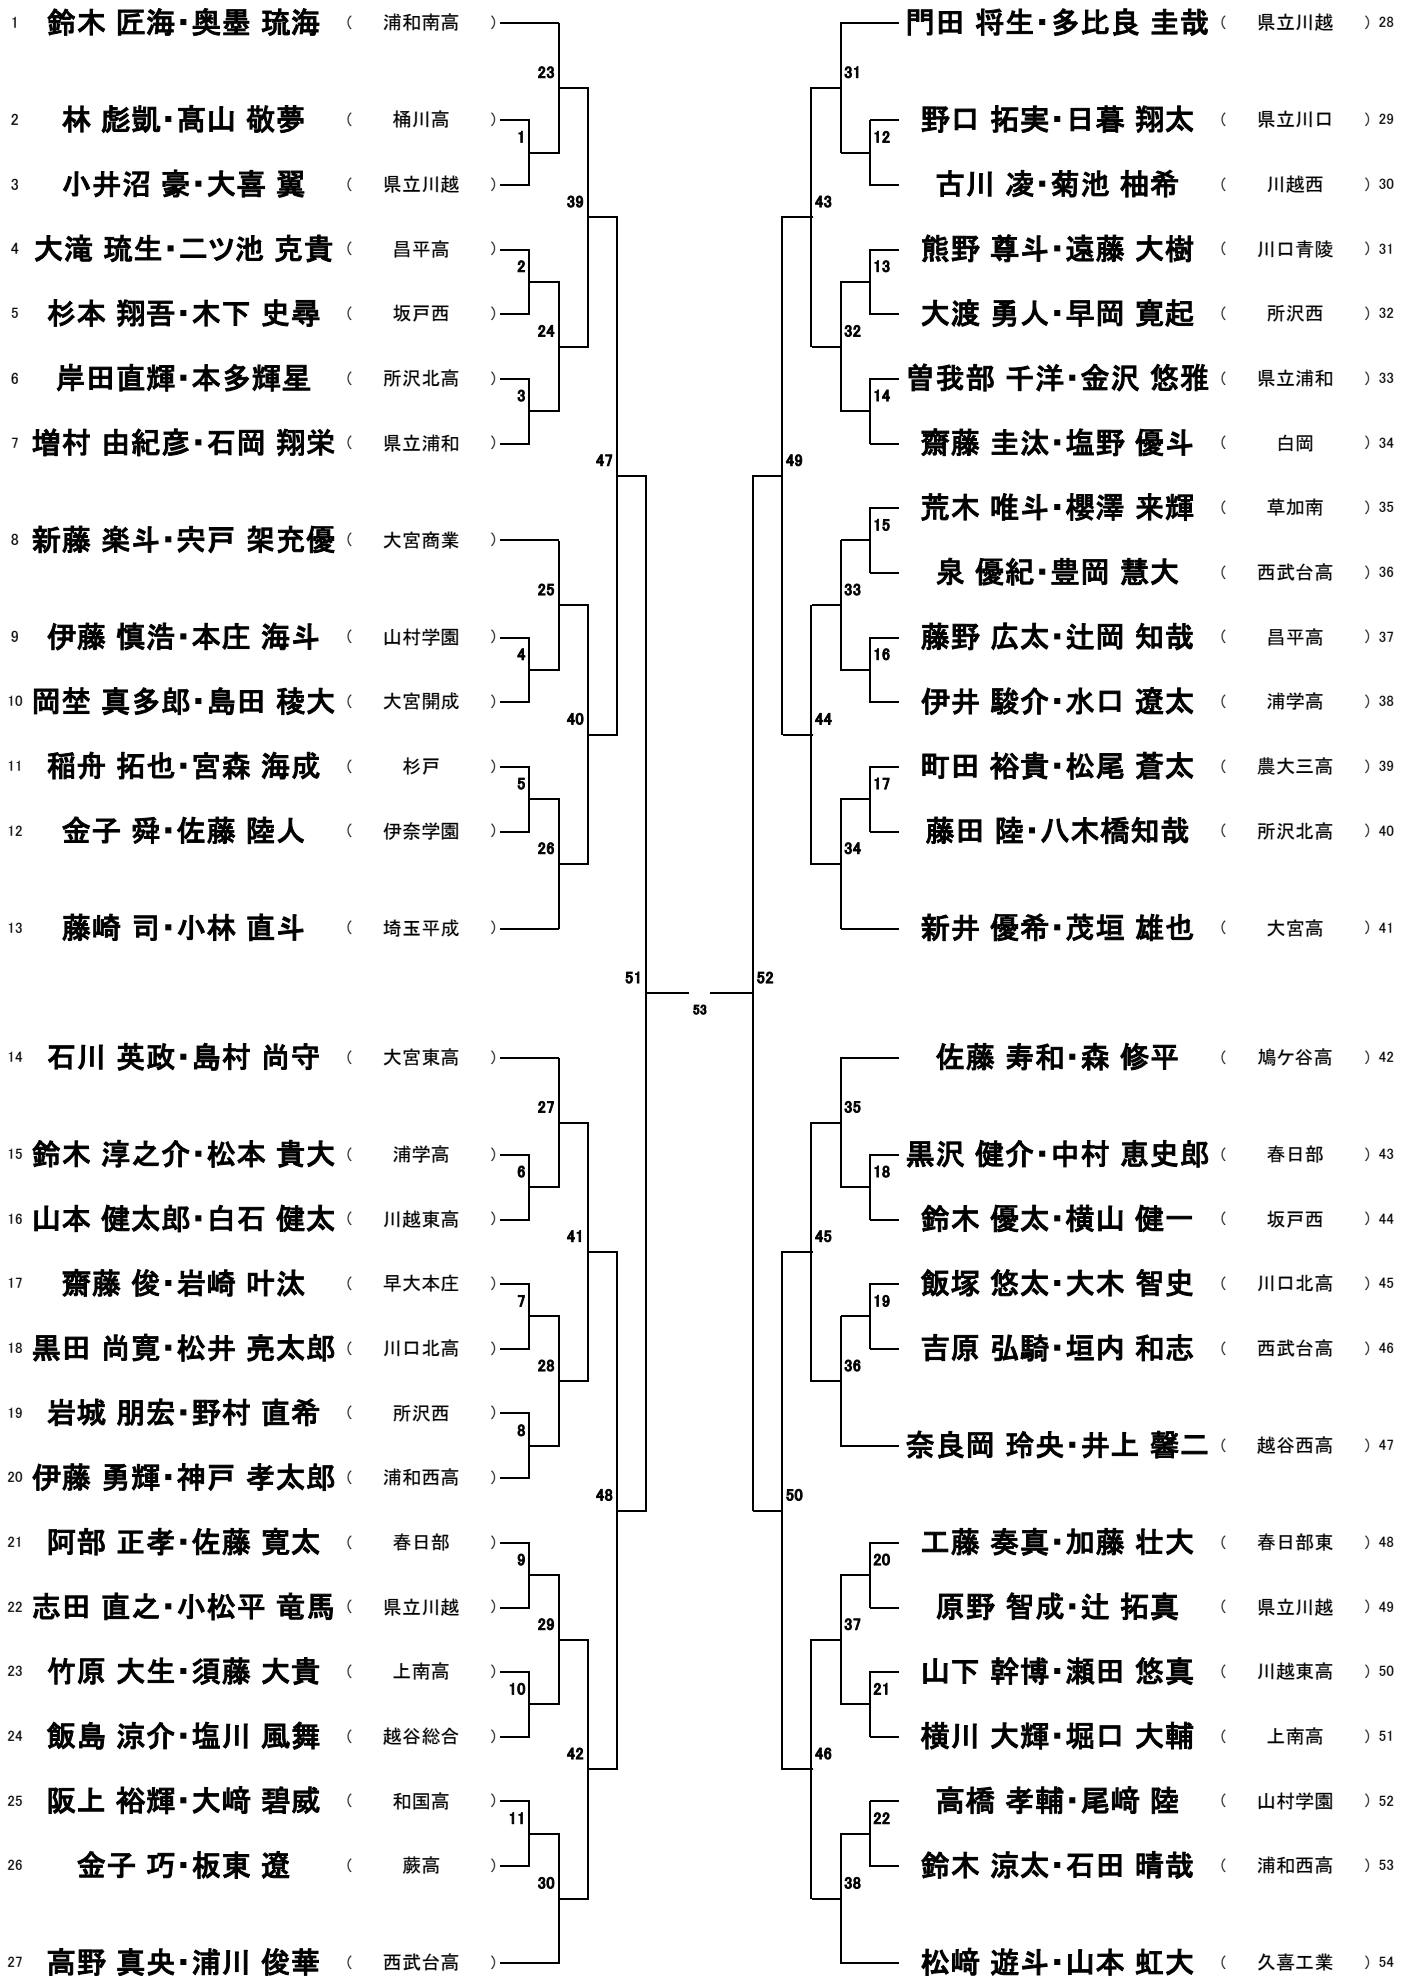 1 鈴木 匠海・奥墨 琉海 （ 浦和南高 ）
23
2 林 彪凱・髙山 敬夢 （ 桶川高 ）
1
3 小井沼 豪・大喜 翼 （ 県立川越 ）
39
4 大滝 琉生・二ツ池 克貴 （ 昌平高 ）
2
5 杉本 翔吾・木下 史尋 （ 坂戸西 ）
24
6 岸田直輝・本多輝星 （ 所沢北高 ）
3
7 増村 由紀彦・石岡 翔栄 （ 県立浦和 ）
47
8 新藤 楽斗・宍戸 架充優 （ 大宮商業 ）
25
9 伊藤 慎浩・本庄 海斗 （ 山村学園 ）
4
10 岡埜 真多郎・島田 稜大 （ 大宮開成 ）
40
11 稲舟 拓也・宮森 海成 （ 杉戸 ）
5
12 金子 舜・佐藤 陸人 （ 伊奈学園 ）
26
13 藤崎 司・小林 直斗 （ 埼玉平成 ）
51
14 石川 英政・島村 尚守 （ 大宮東高 ）
27
15 鈴木 淳之介・松本 貴大 （ 浦学高 ）
6
16 山本 健太郎・白石 健太 （ 川越東高 ）
41
17 齋藤 俊・岩崎 叶汰 （ 早大本庄 ）
7
18 黒田 尚寛・松井 亮太郎 （ 川口北高 ）
28
19 岩城 朋宏・野村 直希 （ 所沢西 ）
8
20 伊藤 勇輝・神戸 孝太郎 （ 浦和西高 ）
48
21 阿部 正孝・佐藤 寛太 （ 春日部 ）
9
22 志田 直之・小松平 竜馬 （ 県立川越 ）
29
23 竹原 大生・須藤 大貴 （ 上南高 ）
10
24 飯島 涼介・塩川 風舞 （ 越谷総合 ）
42
25 阪上 裕輝・大﨑 碧威 （ 和国高 ）
11
26 金子 巧・板東 遼 （ 蕨高 ）
30
27 高野 真央・浦川 俊華 （ 西武台高 ）
53
門田 将生・多比良 圭哉 （ 県立川越 ） 28
31
野口 拓実・日暮 翔太 （ 県立川口 ） 29
12
古川 凌・菊池 柚希 （ 川越西 ） 30
43
熊野 尊斗・遠藤 大樹 （ 川口青陵 ） 31
13
大渡 勇人・早岡 寛起 （ 所沢西 ） 32
32
曽我部 千洋・金沢 悠雅 （ 県立浦和 ） 33
14
齋藤 圭汰・塩野 優斗 （ 白岡 ） 34
49
荒木 唯斗・櫻澤 来輝 （ 草加南 ） 35
15
泉 優紀・豊岡 慧大 （ 西武台高 ） 36
33
藤野 広太・辻岡 知哉 （ 昌平高 ） 37
16
伊井 駿介・水口 遼太 （ 浦学高 ） 38
44
町田 裕貴・松尾 蒼太 （ 農大三高 ） 39
17
藤田 陸・八木橋知哉 （ 所沢北高 ） 40
34
新井 優希・茂垣 雄也 （ 大宮高 ） 41
52
佐藤 寿和・森 修平 （ 鳩ケ谷高 ） 42
35
黒沢 健介・中村 恵史郎 （ 春日部 ） 43
18
鈴木 優太・横山 健一 （ 坂戸西 ） 44
45
飯塚 悠太・大木 智史 （ 川口北高 ） 45
19
吉原 弘騎・垣内 和志 （ 西武台高 ） 46
36
奈良岡 玲央・井上 馨二 （ 越谷西高 ） 47
50
工藤 奏真・加藤 壮大 （ 春日部東 ） 48
20
原野 智成・辻 拓真 （ 県立川越 ） 49
37
山下 幹博・瀬田 悠真 （ 川越東高 ） 50
21
横川 大輝・堀口 大輔 （ 上南高 ） 51
46
高橋 孝輔・尾﨑 陸 （ 山村学園 ） 52
22
鈴木 涼太・石田 晴哉 （ 浦和西高 ） 53
38
松﨑 遊斗・山本 虹大 （ 久喜工業 ） 54